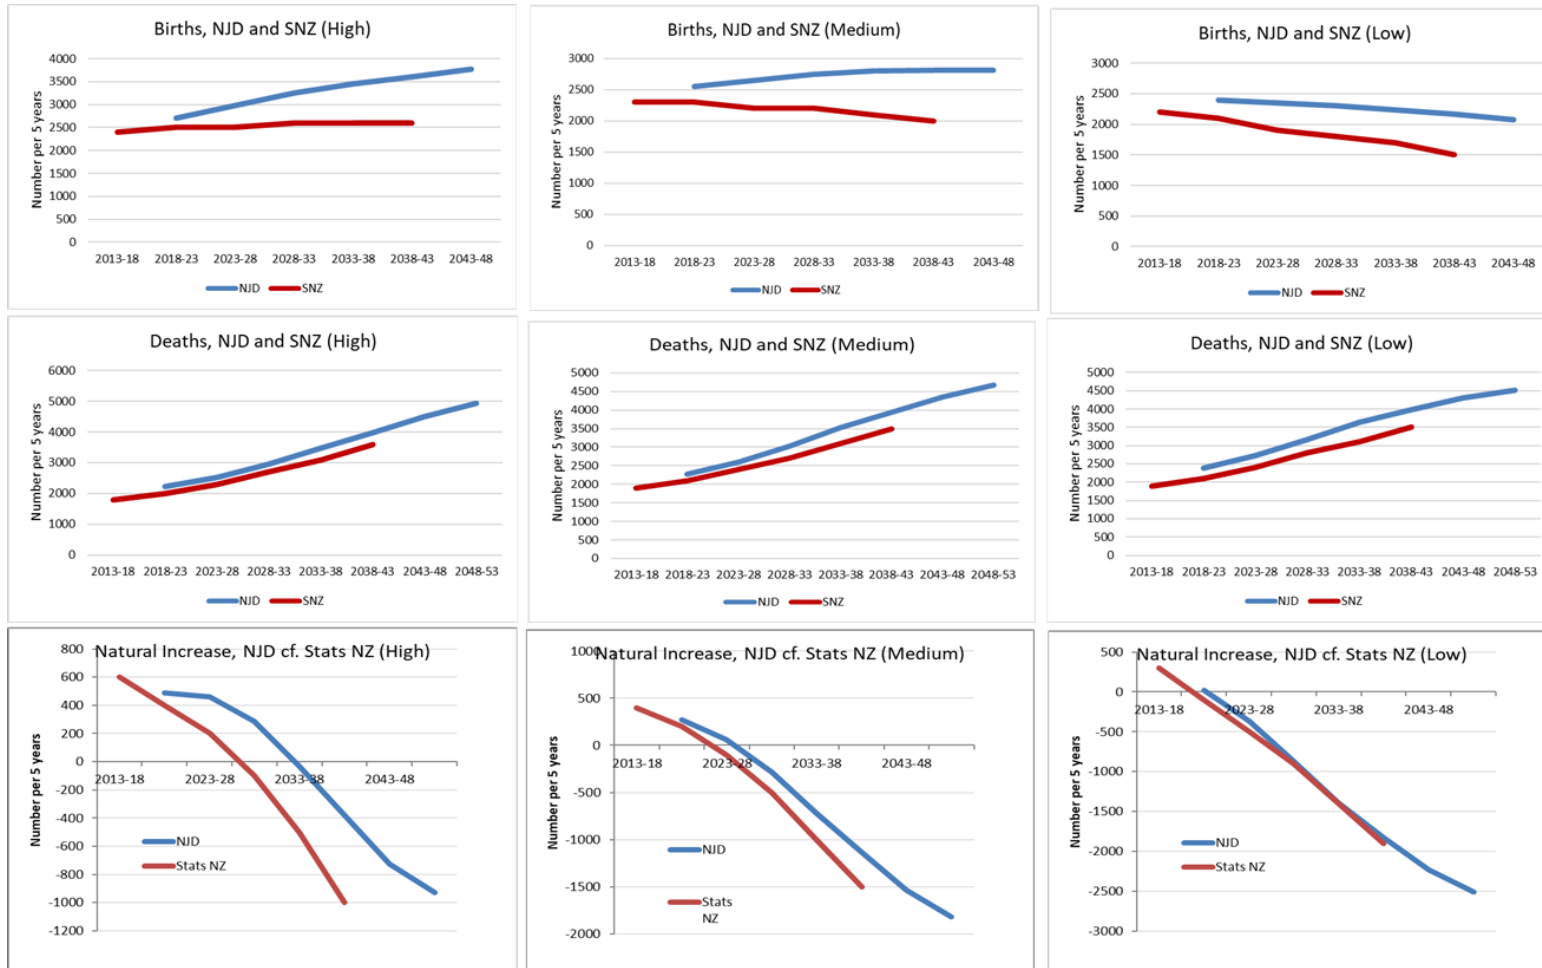 Births, NJD and SNZ (High)
Number per 5 years
4000
3500
3000
2500
2000
1500
1000
500
0
2013-18 2018-23 2023-28 2028-33 2033-38 2038-43 2043-48
NJD SNZ
Births, NJD and SNZ (Medium)
Number per 5 years
3000
2500
2000
1500
1000
500
0
2013-18 2018-23 2023-28 2028-33 2033-38 2038-43 2043-48
NJD SNZ
Births, NJD and SNZ (Low)
Number per 5 years
3000
2500
2000
1500
1000
500
0
2013-18 2018-23 2023-28 2028-33 2033-38 2038-43 2043-48
NJD SNZ
Deaths, NJD and SNZ (High)
Number per 5 years
6000
5000
4000
3000
2000
1000
0
2013-18 2018-23 2023-28 2028-33 2033-38 2038-43 2043-48 2048-53
NJD SNZ
Deaths, NJD and SNZ (Medium)
Number per 5 years
5000
4500
4000
3500
3000
2500
2000
1500
1000
500
0
2013-18 2018-23 2023-28 2028-33 2033-38 2038-43 2043-48 2048-53
NJD SNZ
Deaths, NJD and SNZ (Low)
Number per 5 years
5000
4500
4000
3500
3000
2500
2000
1500
1000
500
0
2013-18 2018-23 2023-28 2028-33 2033-38 2038-43 2043-48 2048-53
NJD SNZ
Natural Increase, NJD cf. Stats NZ (High)
Number per 5 years
800
600
400
200
0
-200
-400
-600
-800
-1000
-1200
2013-18 2023-28 2033-38 2043-48
NJD
Stats NZ
Natural Increase, NJD cf. Stats NZ (Medium)
Number per 5 years
1000
500
0
-500
-1000
-1500
-2000
2013-18 2023-28 2033-38 2043-48
NJD
Stats
NZ
Natural Increase, NJD cf. Stats NZ (Low)
Number per 5 years
500
0
-500
-1000
-1500
-2000
-2500
-3000
2013-18 2023-28 2033-38 2043-48
NJD
Stats NZ